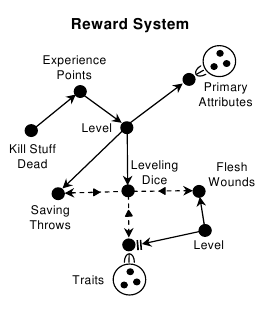 Reward System
Experience
Points
Primary
Attributes
Level
Kill Stuff
Dead
Leveling
Dice
Flesh
Wounds
Saving
Throws
Level
Traits